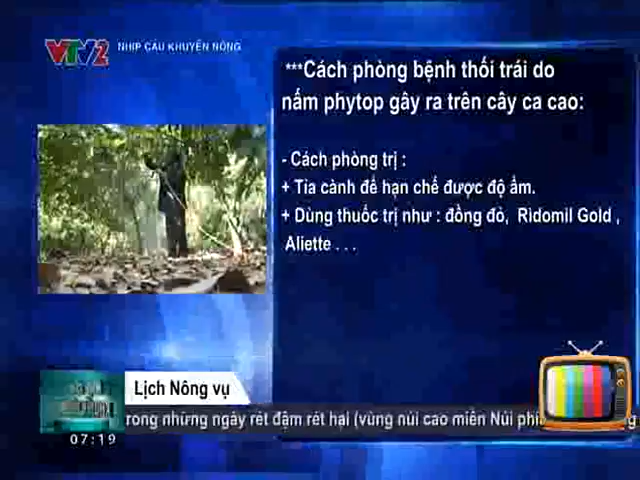 VTV2 NHỊP CẦU KHUYẾN NÔNG
***Cách phòng bệnh thối trái do
nấm phytop gây ra trên cây ca cao:
- Cách phòng trị :
+ Tỉa cành để hạn chế được độ ẩm.
+ Dùng thuốc trị như : đồng đỏ, Ridomil Gold ,
Aliette . . .
Lịch Nông vụ
rong những ngày rét đậm rét hại (vùng núi cao miền Núi phí
07:19